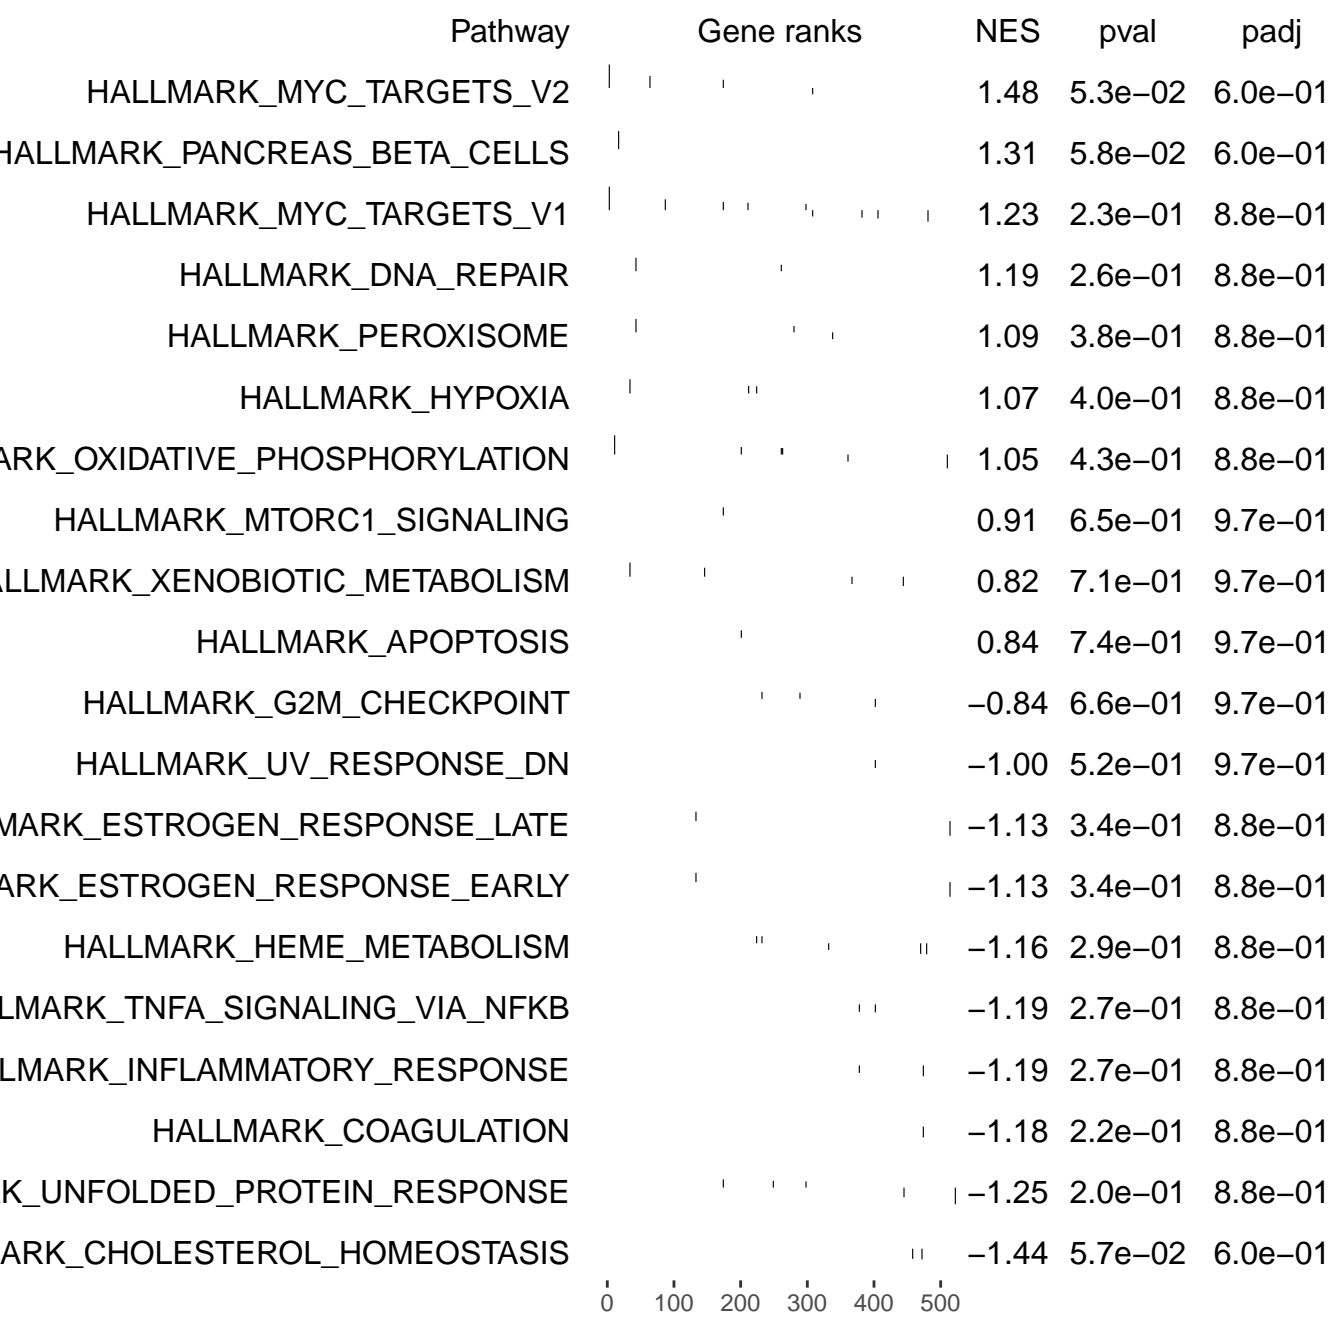 Pathway Gene ranks NES pval padj
HALLMARK_MYC_TARGETS_V2 1.48 5.3e−02 6.0e−01
HALLMARK_PANCREAS_BETA_CELLS 1.31 5.8e−02 6.0e−01
HALLMARK_MYC_TARGETS_V1 1.23 2.3e−01 8.8e−01
HALLMARK_DNA_REPAIR 1.19 2.6e−01 8.8e−01
HALLMARK_PEROXISOME 1.09 3.8e−01 8.8e−01
HALLMARK_HYPOXIA 1.07 4.0e−01 8.8e−01
ARK_OXIDATIVE_PHOSPHORYLATION 1.05 4.3e−01 8.8e−01
HALLMARK_MTORC1_SIGNALING 0.91 6.5e−01 9.7e−01
ALLMARK_XENOBIOTIC_METABOLISM 0.82 7.1e−01 9.7e−01
HALLMARK_APOPTOSIS 0.84 7.4e−01 9.7e−01
HALLMARK_G2M_CHECKPOINT −0.84 6.6e−01 9.7e−01
HALLMARK_UV_RESPONSE_DN −1.00 5.2e−01 9.7e−01
MARK_ESTROGEN_RESPONSE_LATE −1.13 3.4e−01 8.8e−01
ARK_ESTROGEN_RESPONSE_EARLY −1.13 3.4e−01 8.8e−01
HALLMARK_HEME_METABOLISM −1.16 2.9e−01 8.8e−01
LMARK_TNFA_SIGNALING_VIA_NFKB −1.19 2.7e−01 8.8e−01
LMARK_INFLAMMATORY_RESPONSE −1.19 2.7e−01 8.8e−01
HALLMARK_COAGULATION −1.18 2.2e−01 8.8e−01
K_UNFOLDED_PROTEIN_RESPONSE −1.25 2.0e−01 8.8e−01
ARK_CHOLESTEROL_HOMEOSTASIS −1.44 5.7e−02 6.0e−01
0 100 200 300 400 500